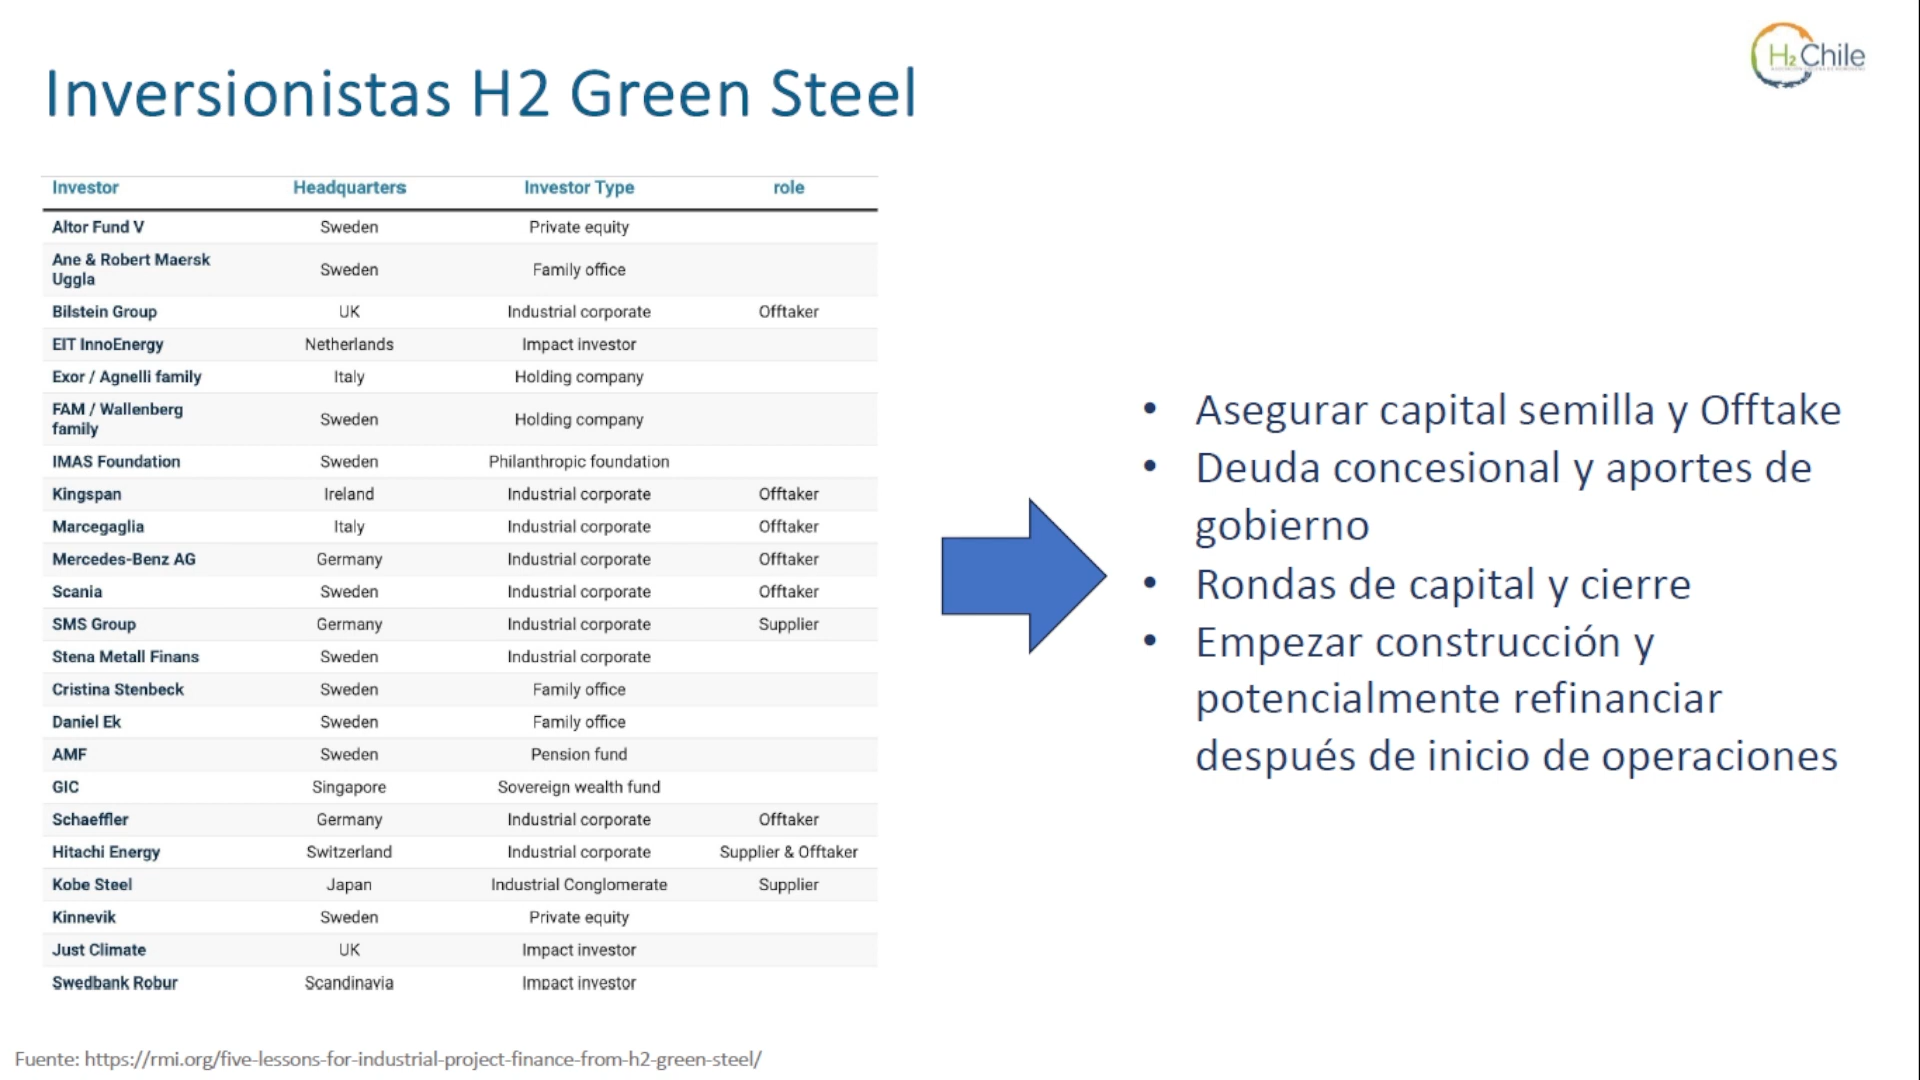 H2Chile
Inversionistas H2 Green Steel
Investor Headquarters Investor Type role
Altor Fund V Sweden Private equity
Ane & Robert Maersk
Uggla Sweden Family office
Bilstein Group UK Industrial corporate Offtaker
EIT InnoEnergy Netherlands Impact investor
Exor / Agnelli family Italy Holding company
FAM / Wallenberg
family Sweden Holding company
IMAS Foundation Sweden Philanthropic foundation
Kingspan Ireland Industrial corporate Offtaker
Marcegaglia Italy Industrial corporate Offtaker
Mercedes-Benz AG Germany Industrial corporate Offtaker
Scania Sweden Industrial corporate Offtaker
SMS Group Germany Industrial corporate Supplier
Stena Metall Finans Sweden Industrial corporate
Cristina Stenbeck Sweden Family office
Daniel Ek Sweden Family office
AMF Sweden Pension fund
GIC Singapore Sovereign wealth fund
Schaeffler Germany Industrial corporate Offtaker
Hitachi Energy Switzerland Industrial corporate Supplier & Offtaker
Kobe Steel Japan Industrial Conglomerate Supplier
Kinnevik Sweden Private equity
Just Climate UK Impact investor
Swedbank Robur Scandinavia Impact investor
• Asegurar capital semilla y Offtake
• Deuda concesional y aportes de
gobierno
• Rondas de capital y cierre
• Empezar construcción y
potencialmente refinanciar
después de inicio de operaciones
Fuente: https://rmi.org/five-lessons-for-industrial-project-finance-from-h2-green-steel/